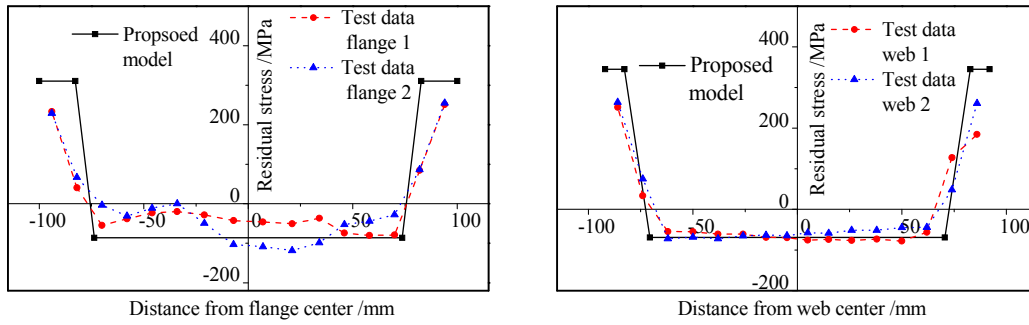 400
200
0
-200
-100
-50
0
50
100
Residual stress /MPa
Propsoed
model
Test data
flange 1
Test data
flange 2
Distance from flange center /mm
400
200
0
-200
-100
-50
0
50
100
Residual stress /MPa
Proposed
model
Test data
web 1
Test data
web 2
Distance from web center /mm